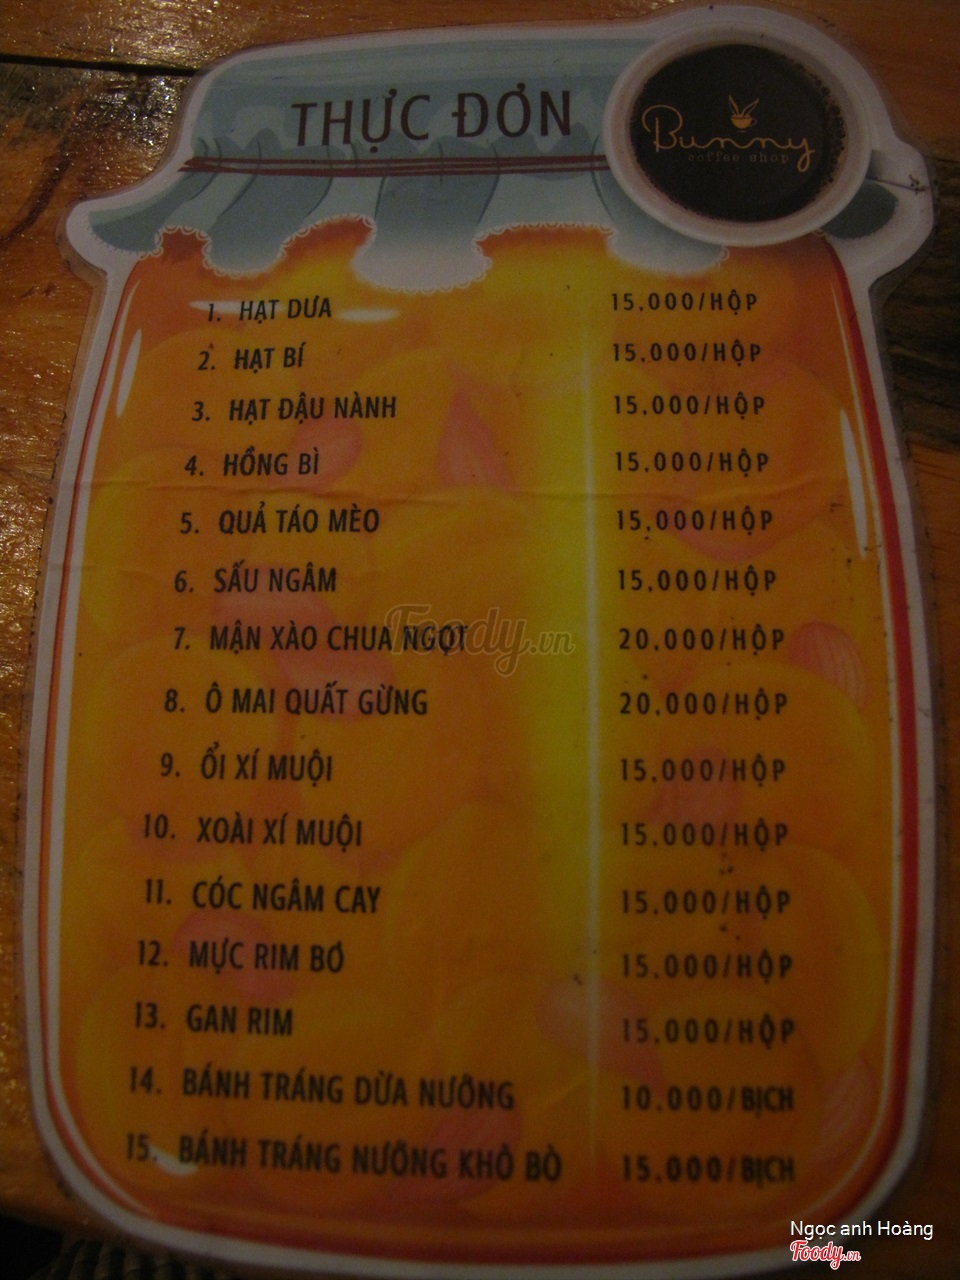 THỰC ĐƠN
Bunny
coffee shop
1. HẠT DƯA 15.000/HỘP
2. HẠT BÍ 15.000/HỘP
3. HẠT ĐẬU NÀNH 15.000/HỘP
4. HỒNG BÌ 15.000/HỘP
5. QUẢ TÁO MÈO 15.000/HỘP
6. SẤU NGÂM 15.000/HỘP
7. MẬN XÀO CHUA NGỌT 20.000/HỘP
Foody.vn
8. Ô MAI QUẤT GỪNG 20.000/HỘP
9. ỔI XÍ MUỘI 15.000/HỘP
10. XOÀI XÍ MUỘI 15.000/HỘP
11. CÓC NGÂM CAY 15.000/HỘP
12. MỰC RIM BƠ 15.000/HỘP
13. GAN RIM 15.000/HỘP
14. BÁNH TRÁNG DỪA NƯỚNG 10.000/BỊCH
15. BÁNH TRÁNG NƯỚNG KHÔ BÒ 15.000/BỊCH
Ngọc anh Hoàng
Foody.vn